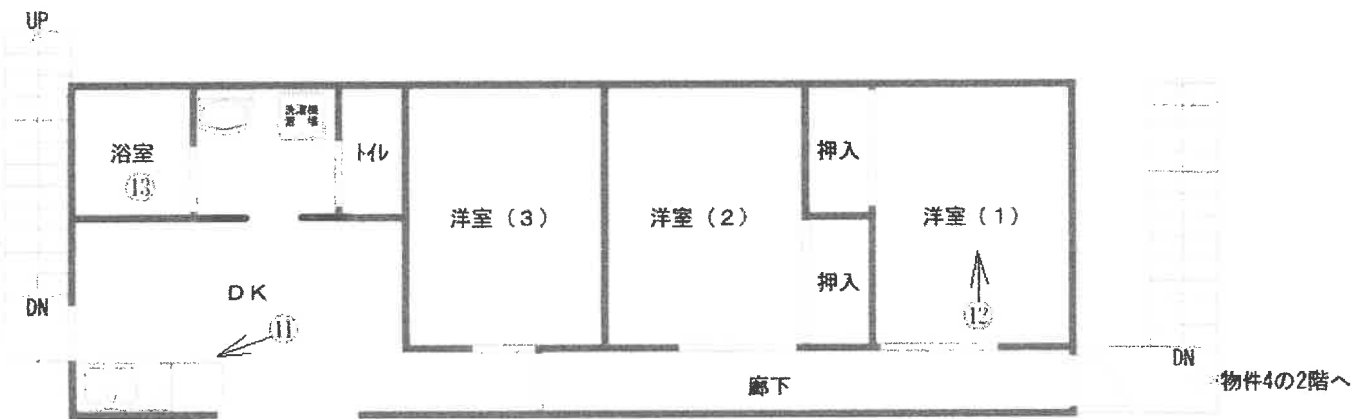 UP
洗濯機
置場
浴室
⑬
トイレ
押入
洋室(3)
洋室(2)
洋室(1)
押入
DK
⑪
⑫
DN
DN
廊下
物件4の2階へ